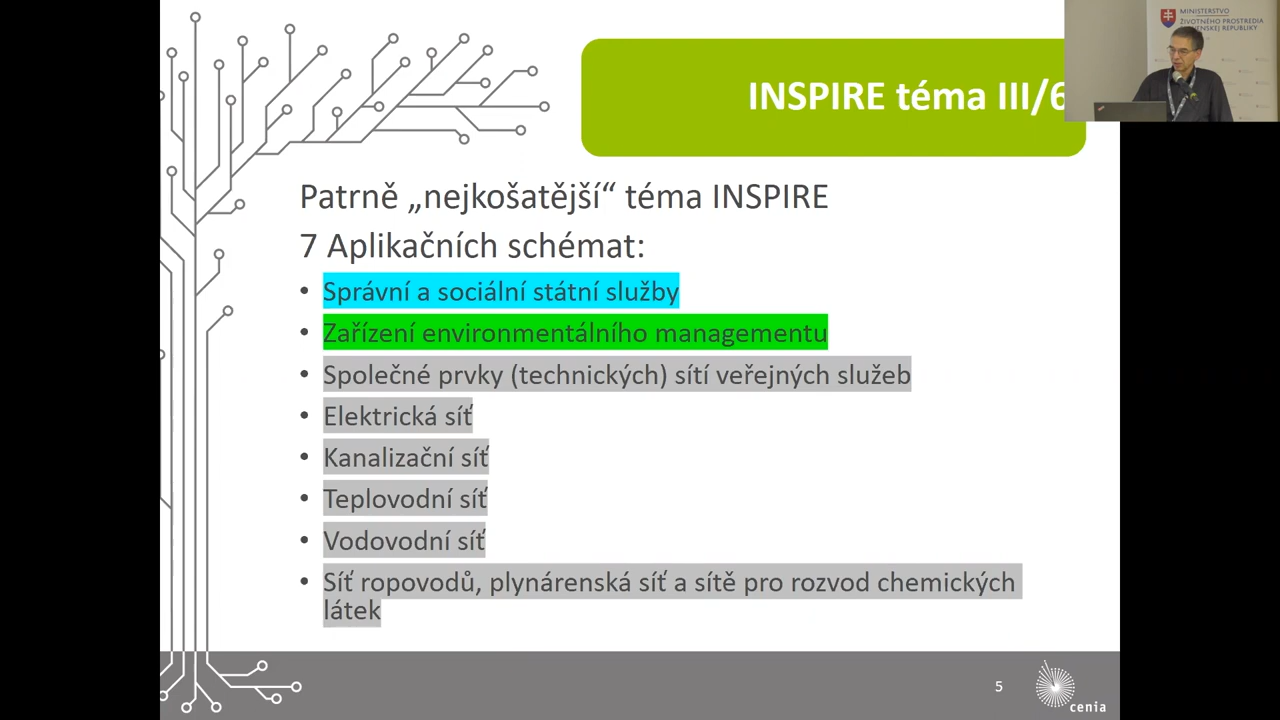 MINISTERSTVO
ŽIVOTNÉHO PROSTREDIA
SLOVENSKEJ REPUBLIKY
INSPIRE téma III/6
Patrně „nejkošatější“ téma INSPIRE
7 Aplikačních schémat:
• Správní a sociální státní služby
• Zařízení environmentálního managementu
• Společné prvky (technických) sítí veřejných služeb
• Elektrická síť
• Kanalizační síť
• Teplovodní síť
• Vodovodní síť
• Síť ropovodů, plynárenská síť a sítě pro rozvod chemických
látek
5
cenia